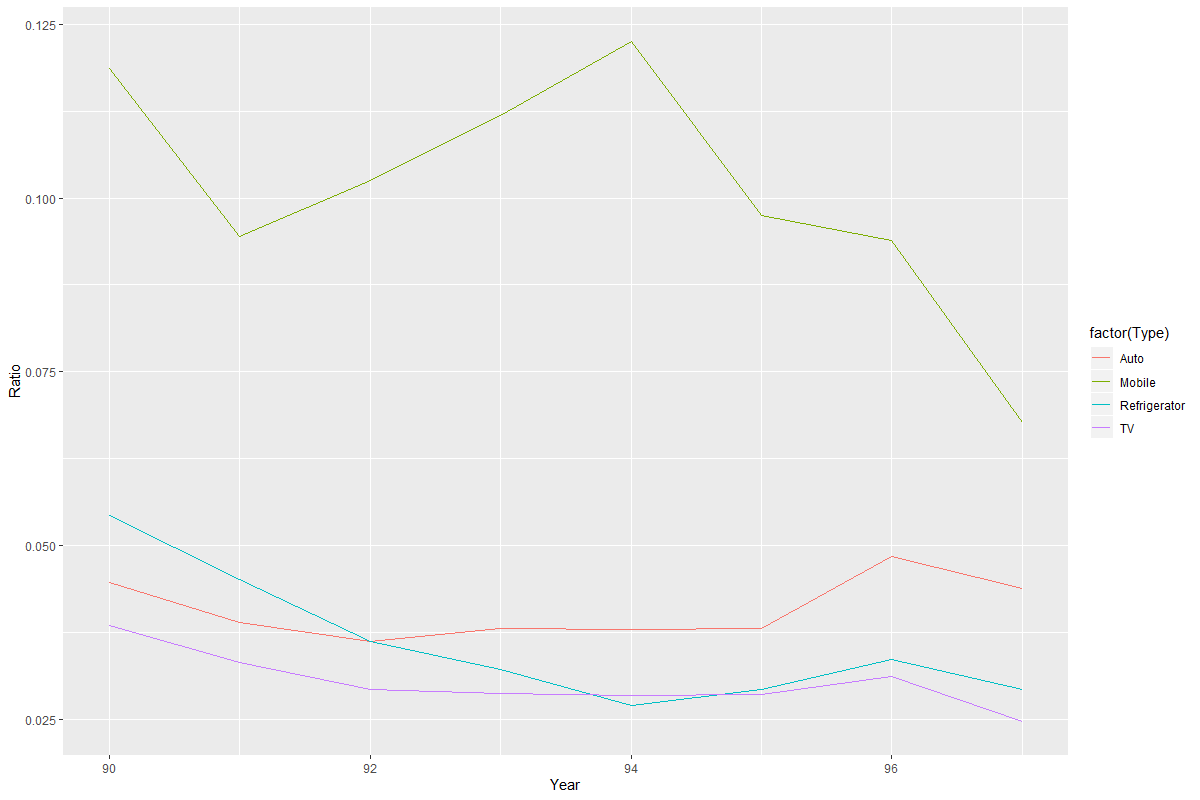 0.125
0.100
0.075
0.050
0.025
Ratio
90
92
94
96
Year
factor(Type)
Auto
Mobile
Refrigerator
TV